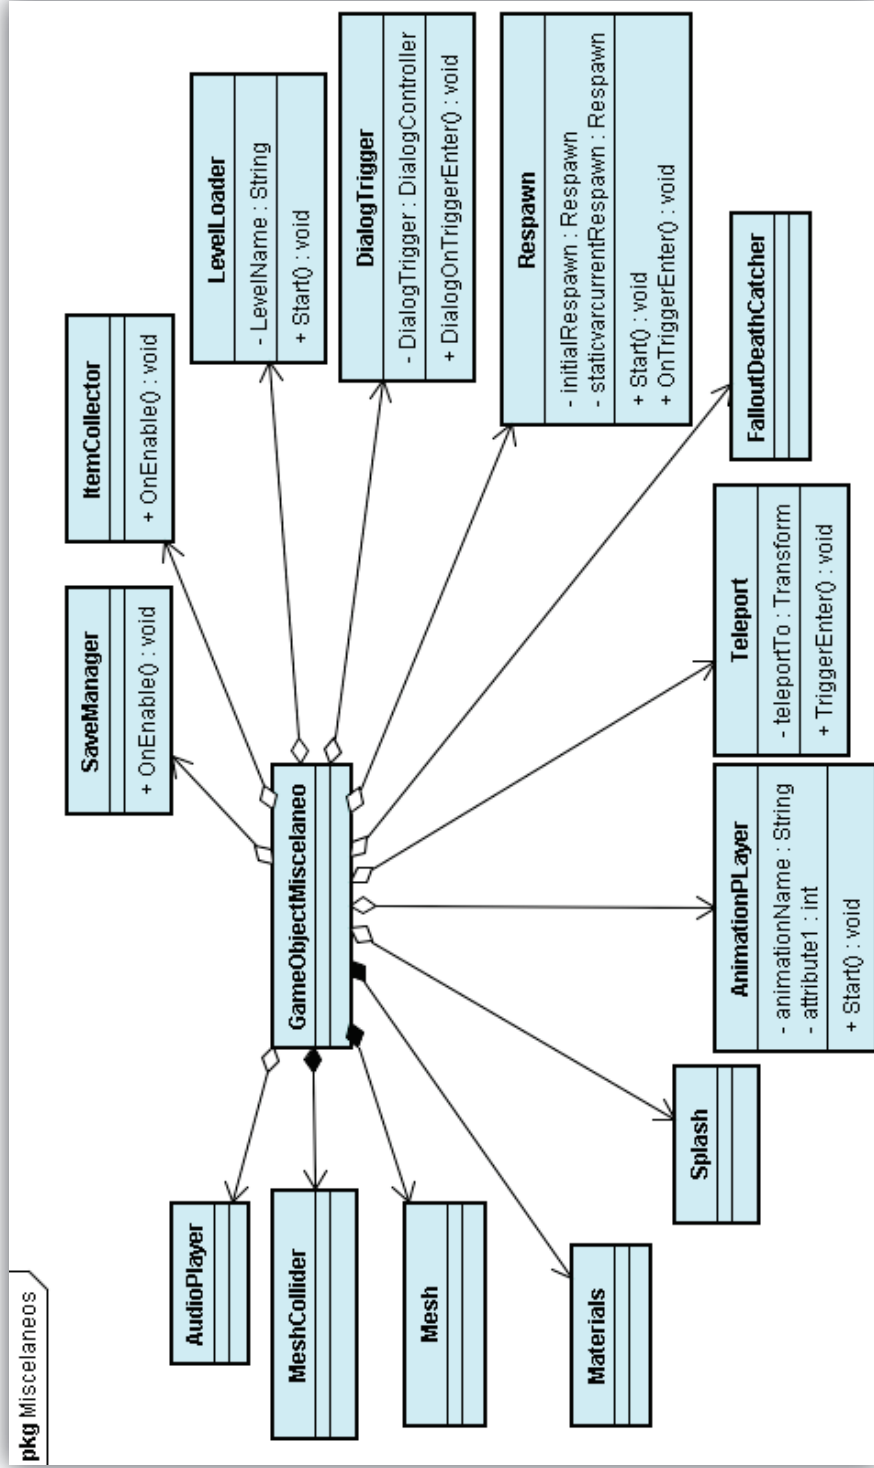 pkg Miscelaneos
AudioPlayer
MeshCollider
Mesh
Materials
Splash
GameObjectMiscelaneo
SaveManager
+ OnEnable() : void
ItemCollector
+ OnEnable() : void
LevelLoader
- LevelName : String
+ Start() : void
DialogTrigger
- DialogTrigger : DialogController
+ DialogOnTriggerEnter() : void
Respawn
- initialRespawn : Respawn
- staticvarcurrentRespawn : Respawn
+ Start() : void
+ OnTriggerEnter() : void
FalloutDeathCatcher
Teleport
- teleportTo : Transform
+ TriggerEnter() : void
AnimationPLayer
- animationName : String
- attribute1 : int
+ Start() : void